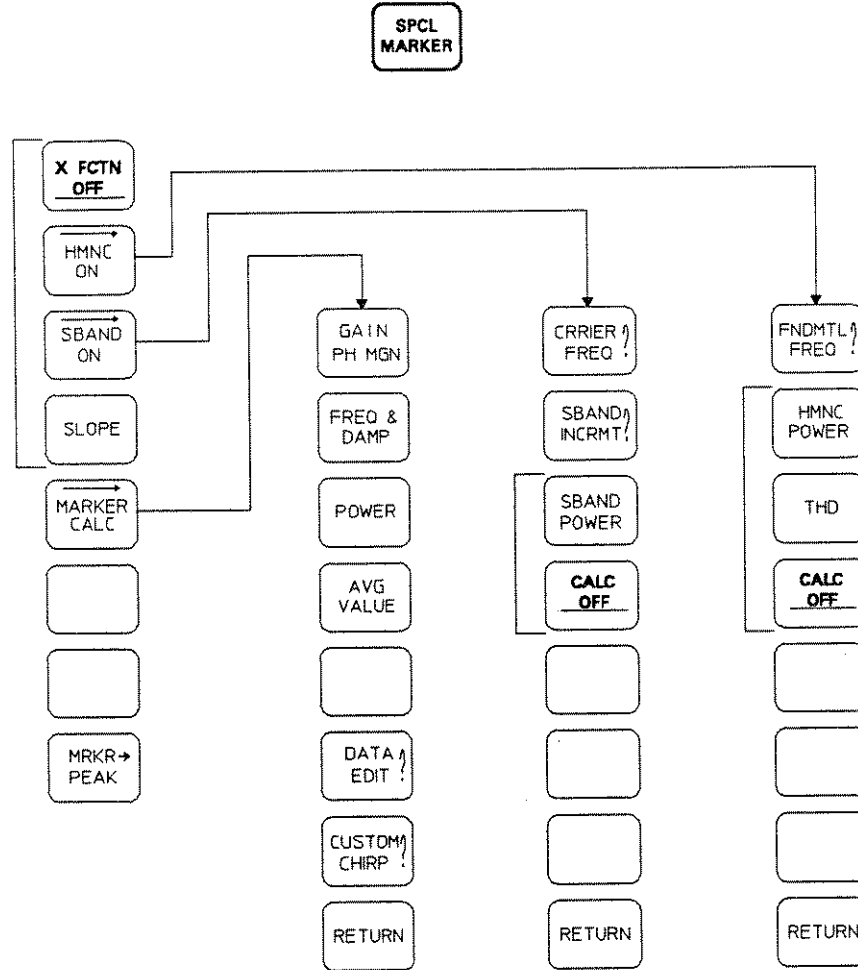 SPCL
MARKER
X FCTN
OFF
HMNC
ON
SBAND
ON
SLOPE
MARKER
CALC
MRKR→
PEAK
GAIN
PH MGN
FREQ &
DAMP
POWER
AVG
VALUE
DATA
EDIT ?
CUSTOM
CHIRP ?
RETURN
CRRIER ?
FREQ
SBAND ?
INCRMT
SBAND
POWER
CALC
OFF
RETURN
FNDMTL ?
FREQ
HMNC
POWER
THD
CALC
OFF
RETURN